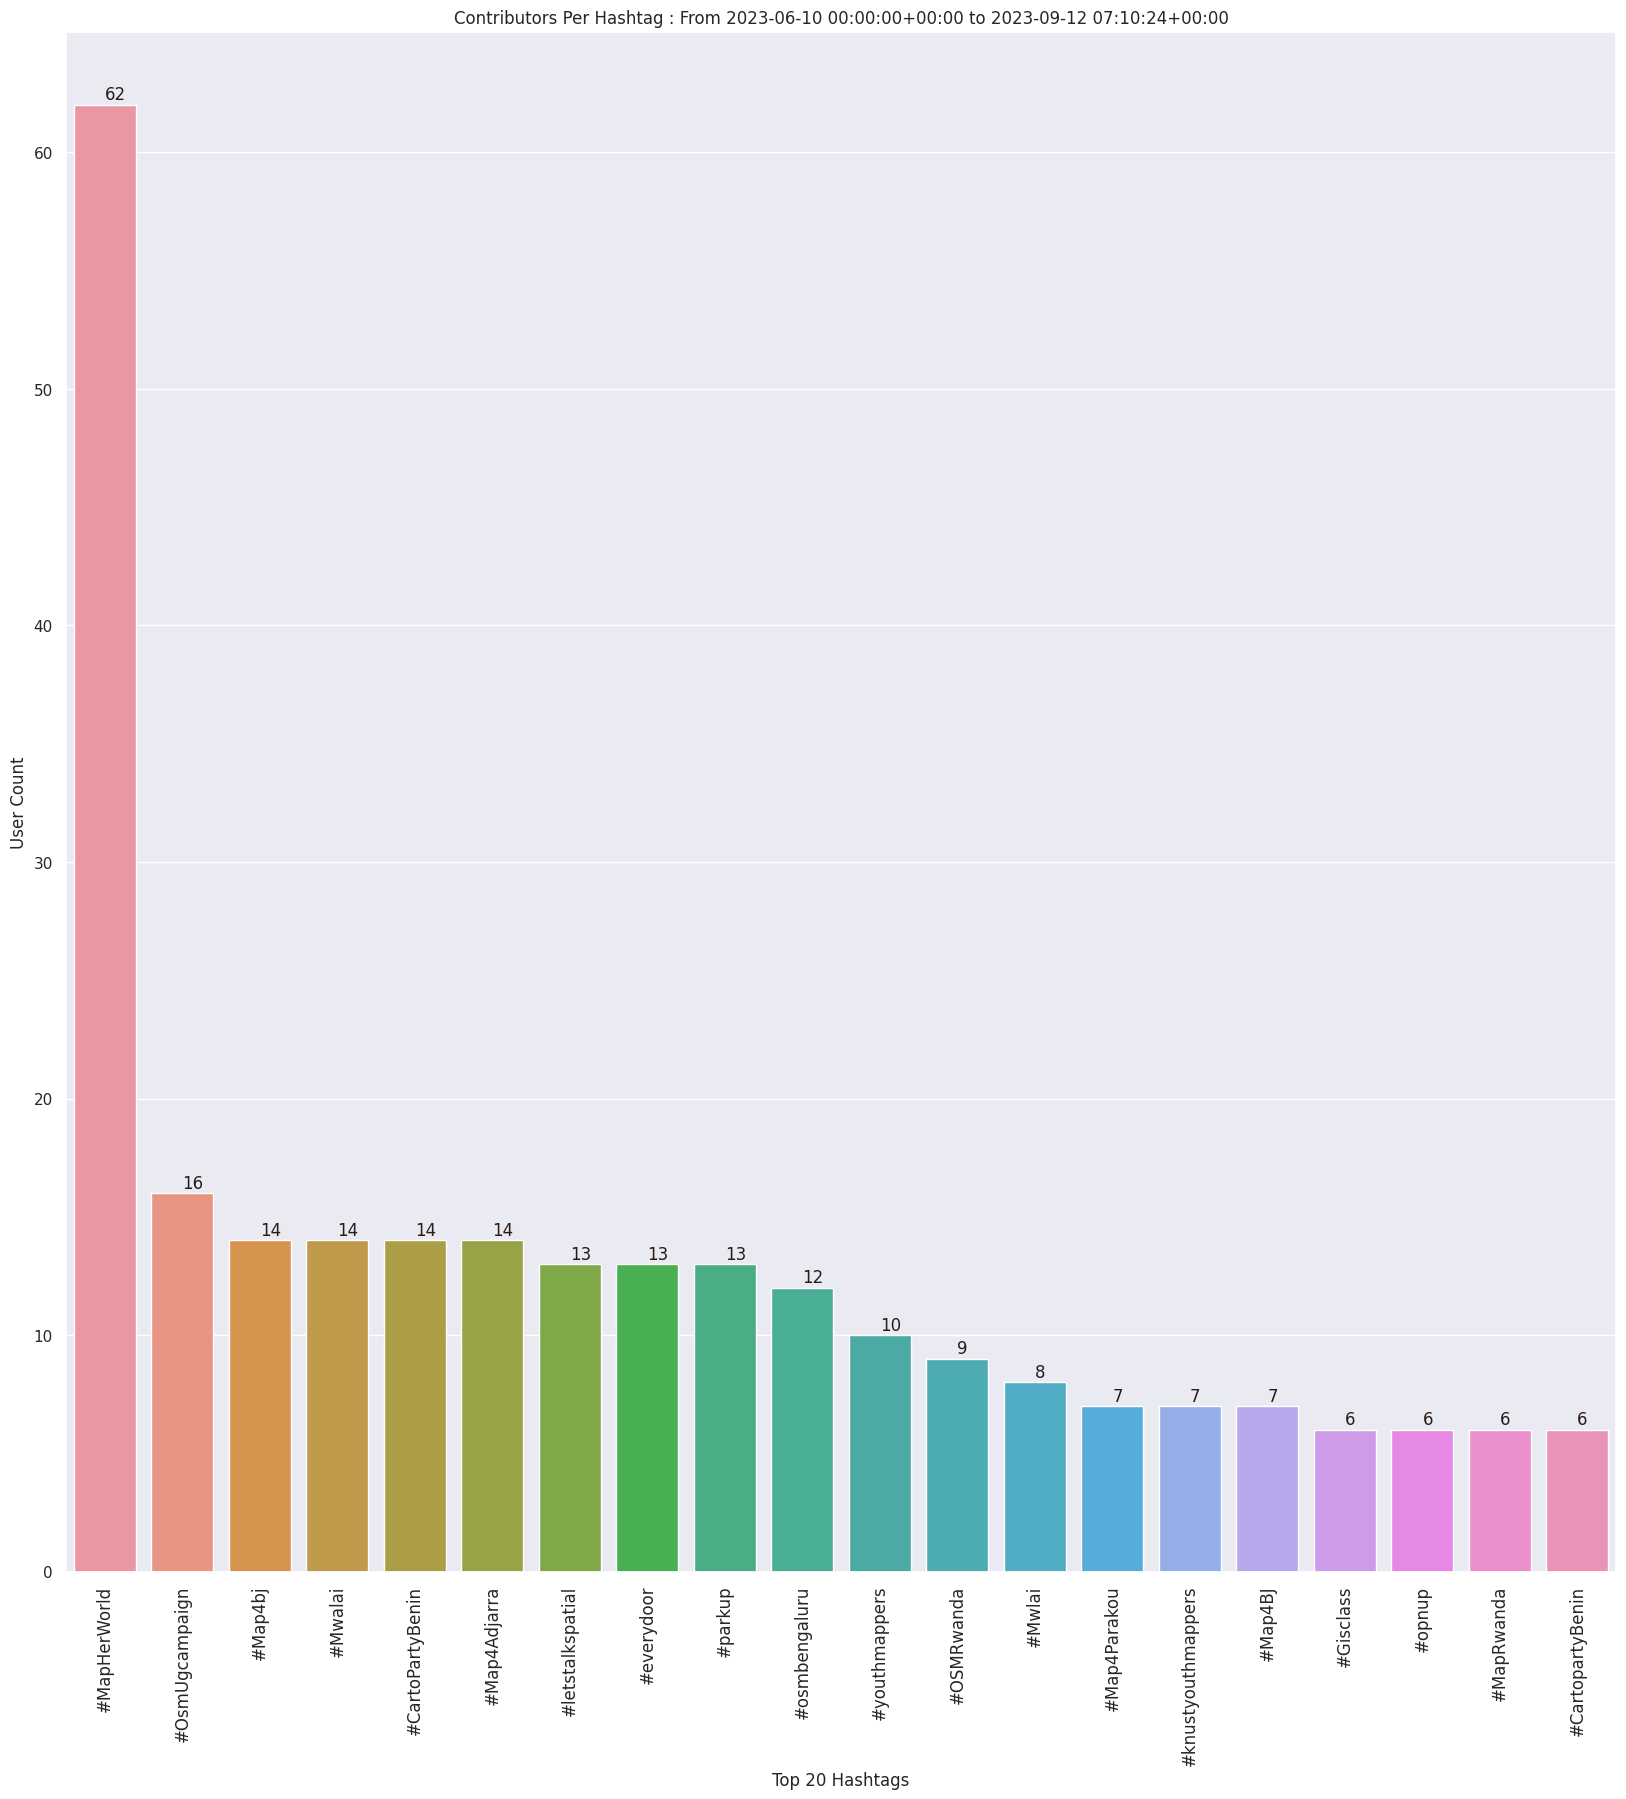 Contributors Per Hashtag : From 2023-06-10 00:00:00+00:00 to 2023-09-12 07:10:24+00:00
User Count
60
50
40
30
20
10
0
62
16
14
14
14
14
13
13
13
12
10
9
8
7
7
7
6
6
6
6
#MapHerWorld
#OsmUgcampaign
#Map4bj
#Mwalai
#CartoPartyBenin
#Map4Adjarra
#letstalkspatial
#everydoor
#parkup
#osmbengaluru
#youthmappers
#OSMRwanda
#Mwlai
#Map4Parakou
#knustyouthmappers
#Map4BJ
#Gisclass
#opnup
#MapRwanda
#CartopartyBenin
Top 20 Hashtags